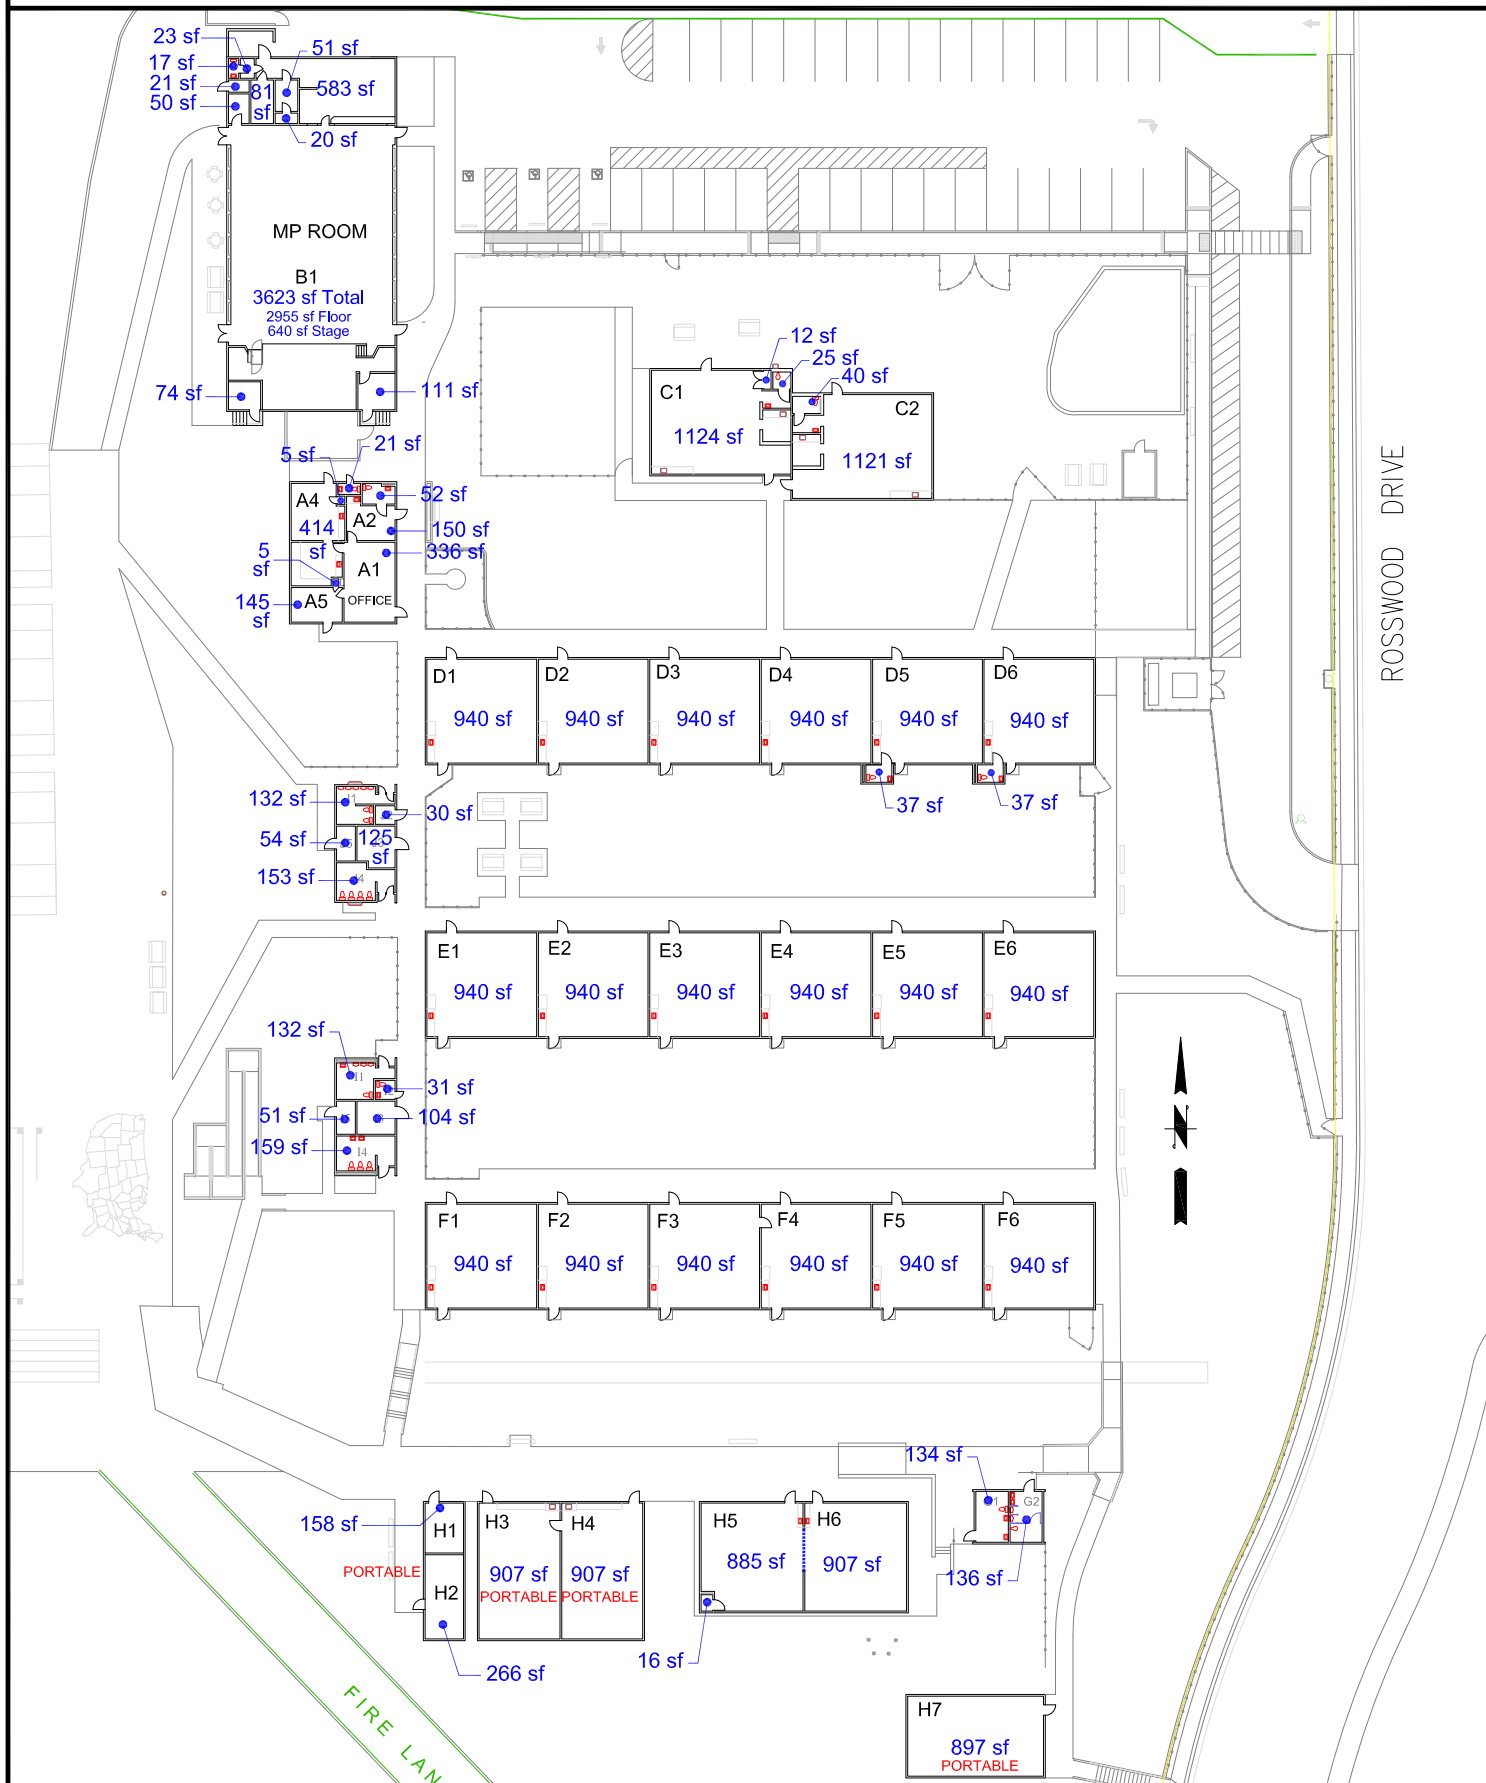 23 sf
51 sf
17 sf
21 sf
81
sf
583 sf
50 sf
20 sf
MP ROOM
B1
3623 sf Total
2955 sf Floor
640 sf Stage
74 sf
111 sf
12 sf
25 sf
40 sf
C1
C2
1124 sf
1121 sf
5 sf
21 sf
52 sf
A4
414
sf
A2
150 sf
336 sf
5
sf
A1
OFFICE
145
sf
A5
ROSSWOOD DRIVE
D1
D2
D3
D4
D5
D6
940 sf
940 sf
940 sf
940 sf
940 sf
940 sf
37 sf
37 sf
132 sf
J1
30 sf
54 sf
125
sf
153 sf
J4
E1
E2
E3
E4
E5
E6
940 sf
940 sf
940 sf
940 sf
940 sf
940 sf
132 sf
I1
31 sf
51 sf
104 sf
159 sf
I4
N
F1
F2
F3
F4
F5
F6
940 sf
940 sf
940 sf
940 sf
940 sf
940 sf
134 sf
G2
136 sf
158 sf
H1
PORTABLE
H2
266 sf
H3
907 sf
PORTABLE
H4
907 sf
PORTABLE
H5
885 sf
H6
907 sf
16 sf
H7
897 sf
PORTABLE
FIRE LAN